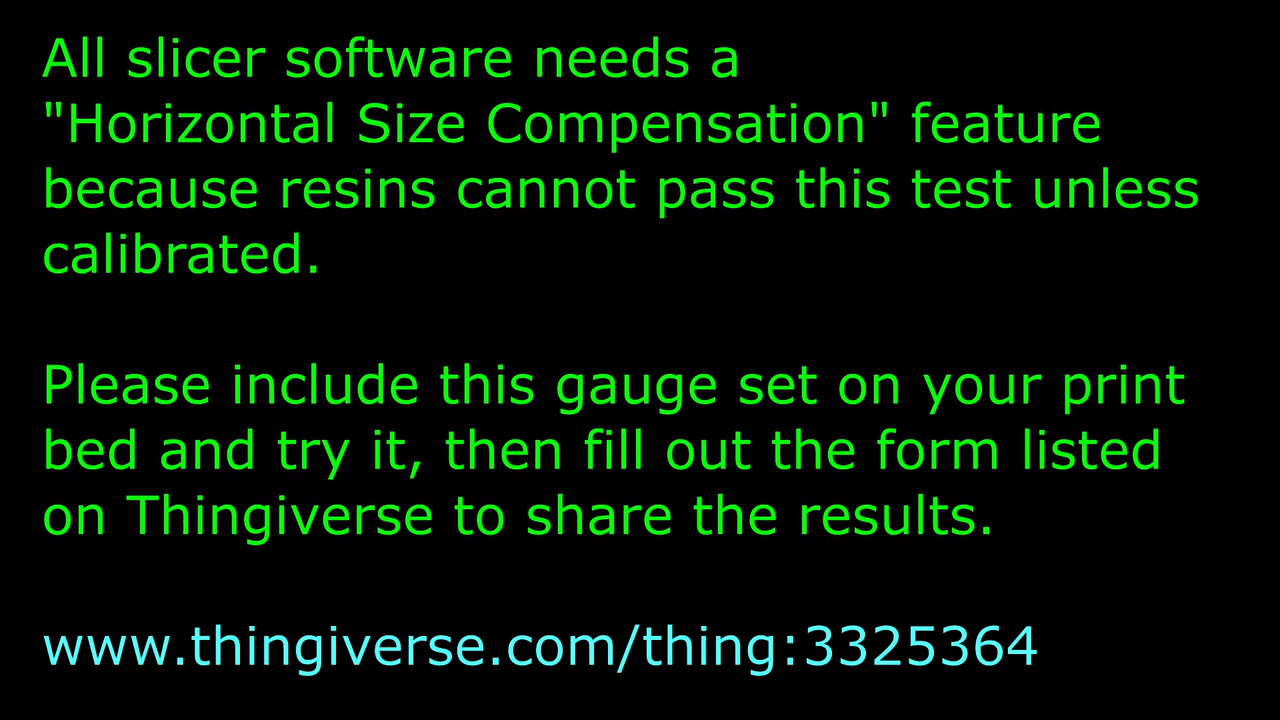 All slicer software needs a
"Horizontal Size Compensation" feature
because resins cannot pass this test unless
calibrated.
Please include this gauge set on your print
bed and try it, then fill out the form listed
on Thingiverse to share the results.
www.thingiverse.com/thing:3325364